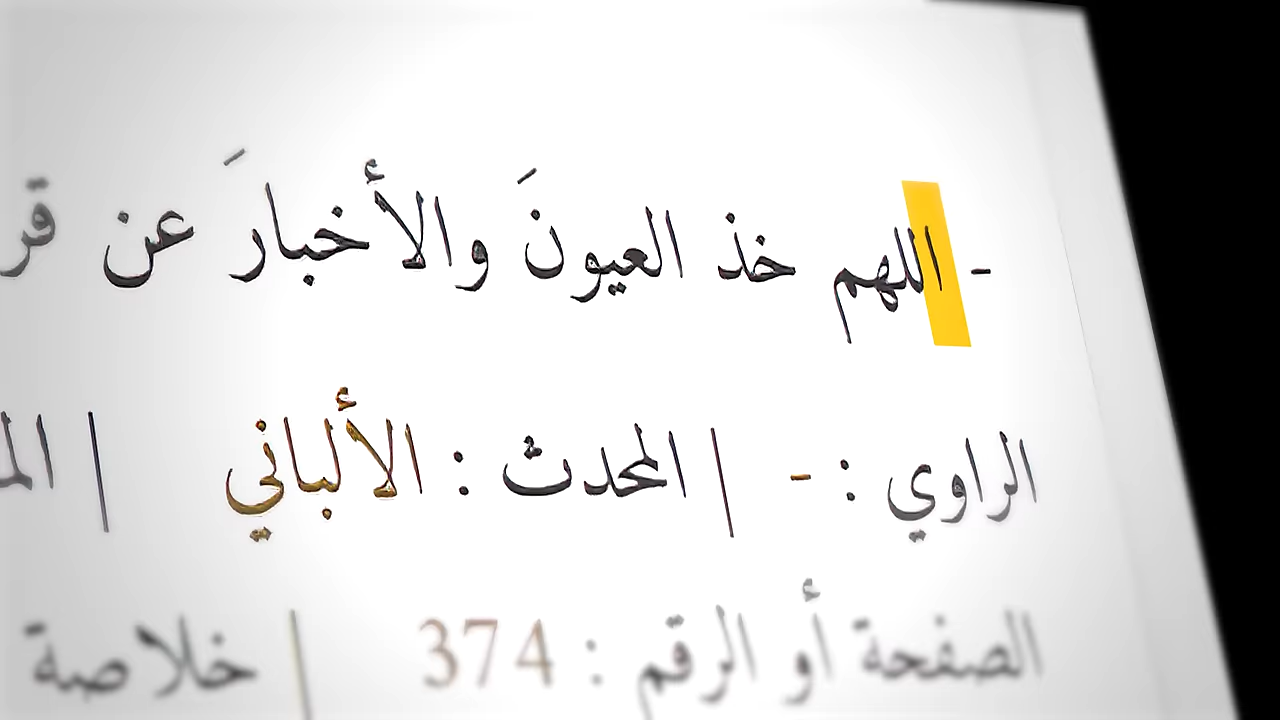 - اللهم خذ العيونَ والأخبارَ عن
الراوي : - | المحدث : الألباني |
الصفحة أو الرقم : 374 | خلاصة